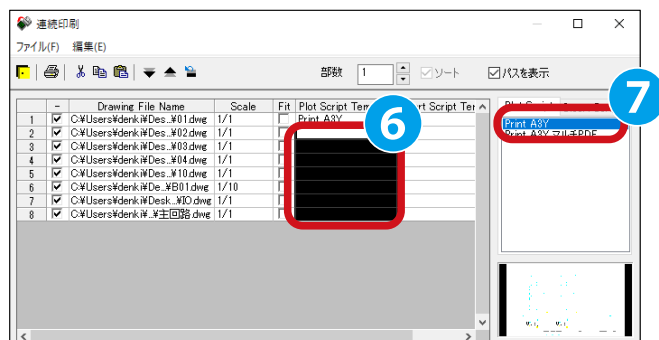 連続印刷
ファイル(F) 編集(E)
部数 1 ソート パスを表示
- Drawing File Name Scale Fit Plot Script Tem
1 C:¥Users¥denki¥Des..¥01.dwg 1/1 Print A3Y
2 C:¥Users¥denki¥Des..¥02.dwg 1/1
3 C:¥Users¥denki¥Des..¥03.dwg 1/1
4 C:¥Users¥denki¥Des..¥04.dwg 1/1
5 C:¥Users¥denki¥Des..¥10.dwg 1/1
6 C:¥Users¥denki¥De..¥B01.dwg 1/10
7 C:¥Users¥denki¥Desk..¥IO.dwg 1/1
8 C:¥Users¥denki¥..¥主回路.dwg 1/1
6
7
Print A3Y
Print A3Y マルチPDF